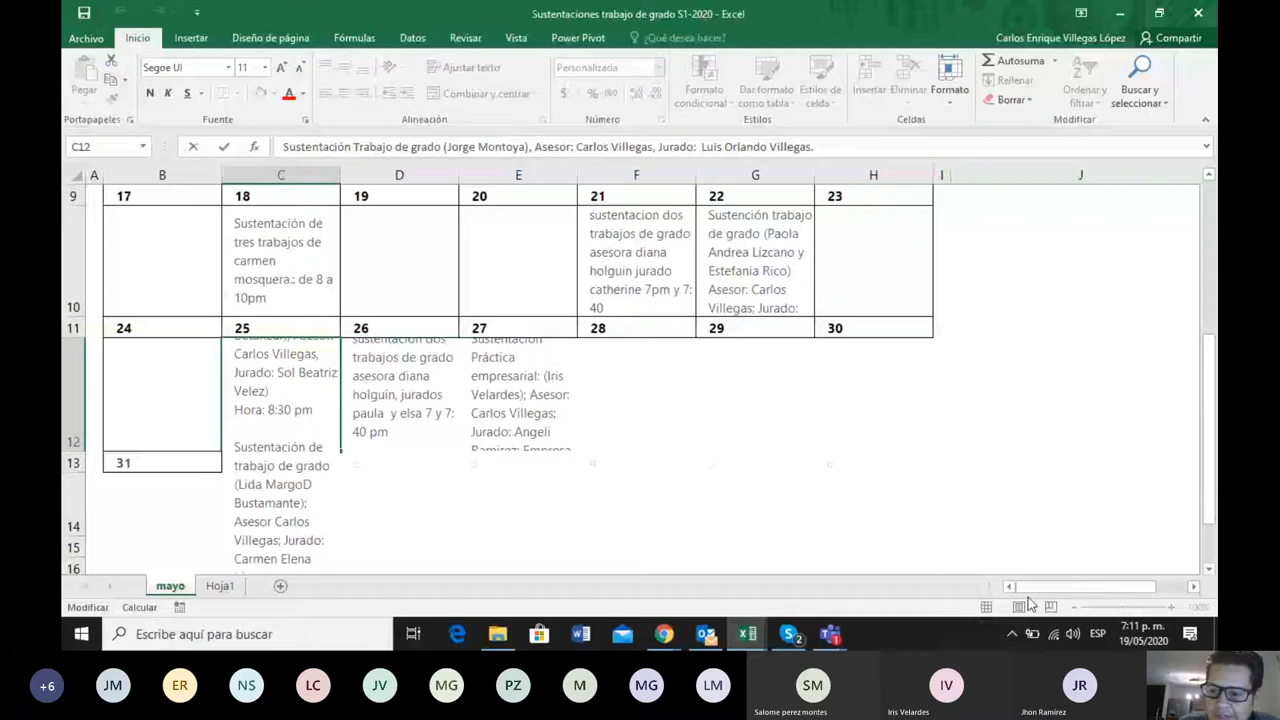 Sustentaciones trabajo de grado S1-2020 - Excel
Archivo Inicio Insertar Diseño de página Fórmulas Datos Revisar Vista Power Pivot ¿Qué desea hacer? Carlos Enrique Villegas López Compartir
Pegar
Segoe UI 11
N K S
Ajustar texto
Combinar y centrar
Personalizada
Formato condicional
Dar formato como tabla
Estilos de celda
Insertar
Eliminar
Formato
Autosuma
Rellenar
Borrar
Ordenar y filtrar
Buscar y seleccionar
Portapapeles Fuente Alineación Número Estilos Celdas Modificar
C12 fx Sustentación Trabajo de grado (Jorge Montoya), Asesor: Carlos Villegas, Jurado: Luis Orlando Villegas.
A B C D E F G H I J
9 17 18 19 20 21 22 23
Sustentación de
tres trabajos de
carmen
mosquera.: de 8 a
10pm
sustentacion dos
trabajos de grado
asesora diana
holguin jurado
catherine 7pm y 7:
40
Sustención trabajo
de grado (Paola
Andrea Lizcano y
Estefania Rico)
Asesor: Carlos
Villegas; Jurado:
10
11 24 25 26 27 28 29 30
Carlos Villegas,
Jurado: Sol Beatriz
Velez)
Hora: 8:30 pm
Sustentación de
trabajo de grado
(Lida MargoD
Bustamante);
Asesor Carlos
Villegas; Jurado:
Carmen Elena
sustentacion dos
trabajos de grado
asesora diana
holguin, jurados
paula y elsa 7 y 7:
40 pm
Sustentación
Práctica
empresarial: (Iris
Velardes); Asesor:
Carlos Villegas;
Jurado: Angeli
Ramirez; Empresa
12
13 31
14
15
16
mayo Hoja1
Modificar Calcular 100%
Escribe aquí para buscar
ESP
7:11 p. m.
19/05/2020
+6 JM ER NS LC JV MG PZ M MG LM SM IV JR
Salome perez montes Iris Velardes Jhon Ramírez